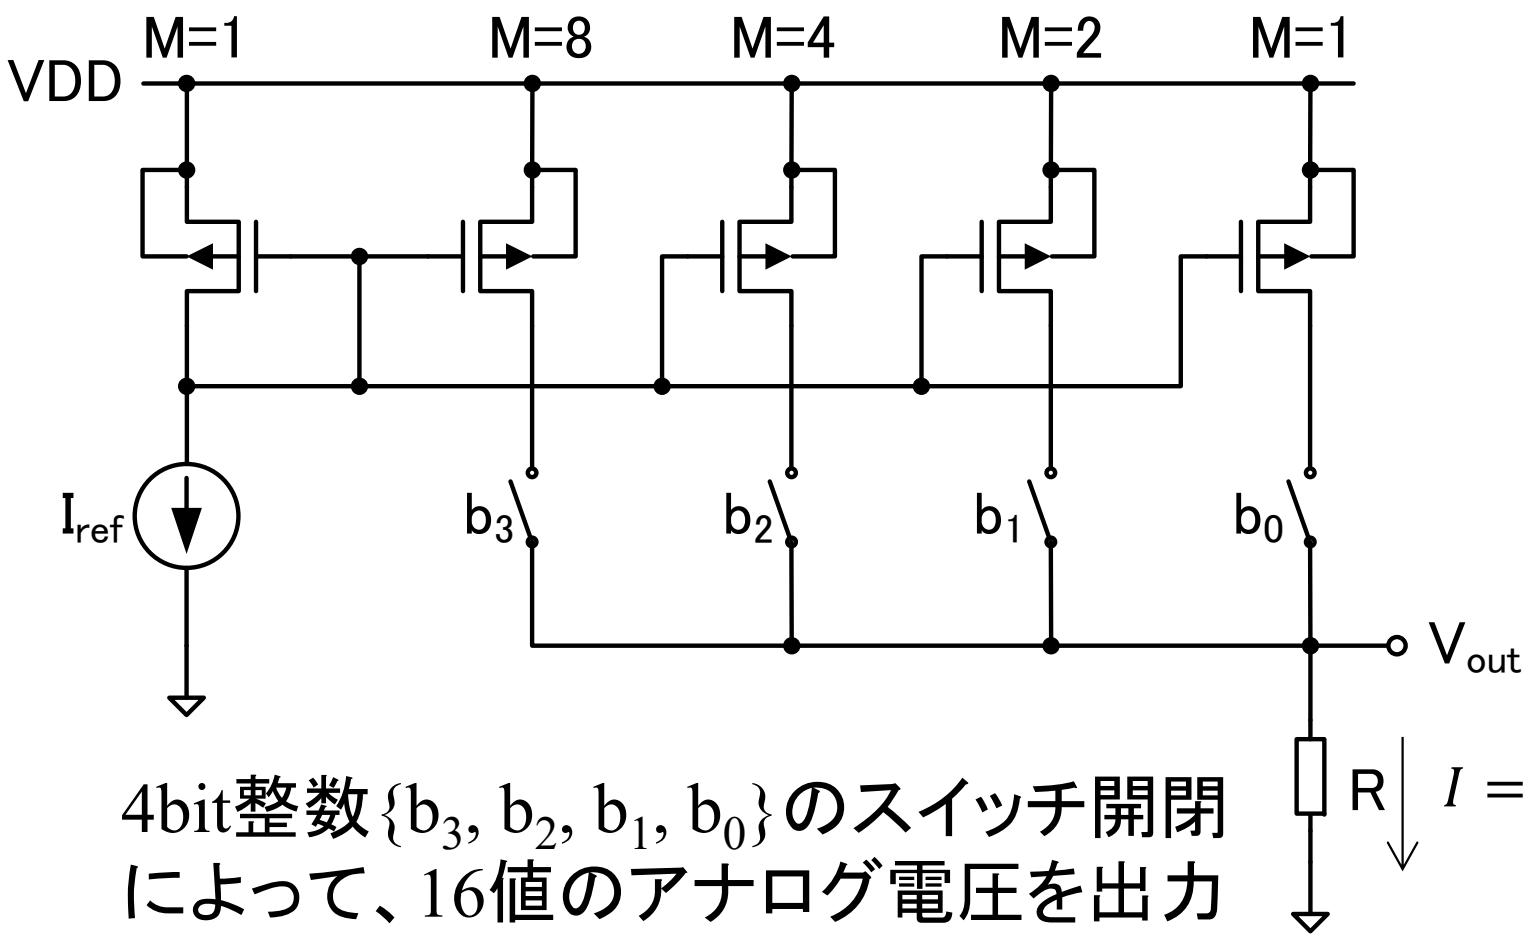 M=1 M=8 M=4 M=2 M=1
VDD
Iref b3 b2 b1 b0
Vout
R I =
4bit整数{b3, b2, b1, b0}のスイッチ開閉
によって、16値のアナログ電圧を出力